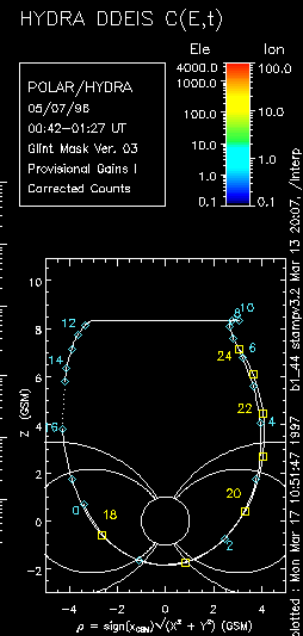 HYDRA DDEIS C(E,t)
POLAR/HYDRA
05/07/96
00:42-01:27 UT
Glint Mask Ver. 03
Provisional Gains I
Corrected Counts
Ele Ion
4000.0 100.0
1000.0
10.0
100.0
10.0 1.0
1.0
0.1 0.1
10
8
6
4
2
0
-2
Z (GSM)
-4 -2 0 2 4
ρ = sign(x_GSM)√(X² + Y²) (GSM)
12
14
16
0
18
8
10
24
6
22
4
20
2
Plotted : Mon Mar 17 10:51:47 1997 b1_44 starnpv3.2 Mar 13 20:07, /Interp